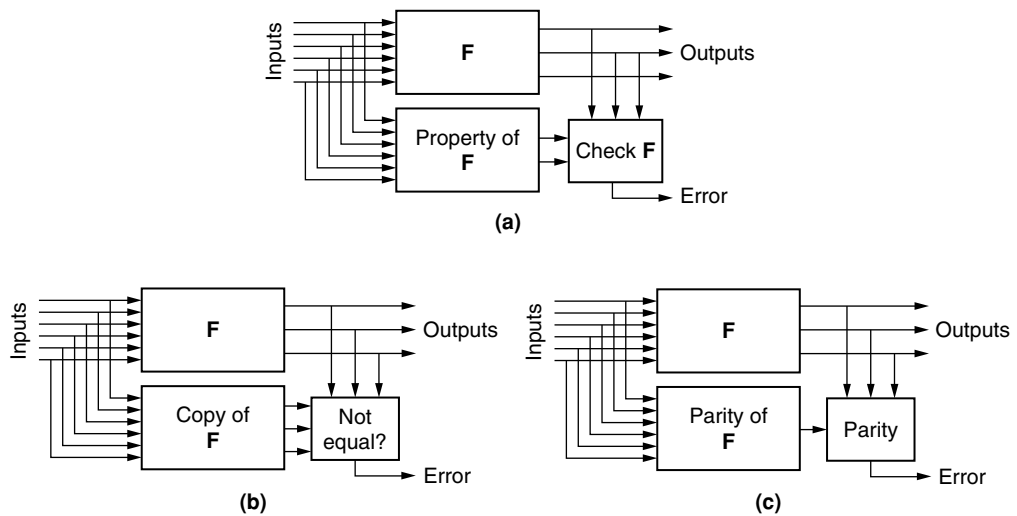 Inputs
F
Outputs
Property of
F
Check F
Error
(a)
Inputs
F
Outputs
Copy of
F
Not
equal?
Error
(b)
Inputs
F
Outputs
Parity of
F
Parity
Error
(c)